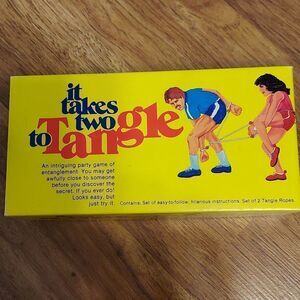 it
takes
two
to Tangle
An intriguing party game of
entanglement. You may get
awfully close to someone
before you discover the
secret. If you ever do!
Looks easy, but
just try it.
Contains: Set of easy-to-follow, hilarious instructions, Set of 2 Tangle Ropes.